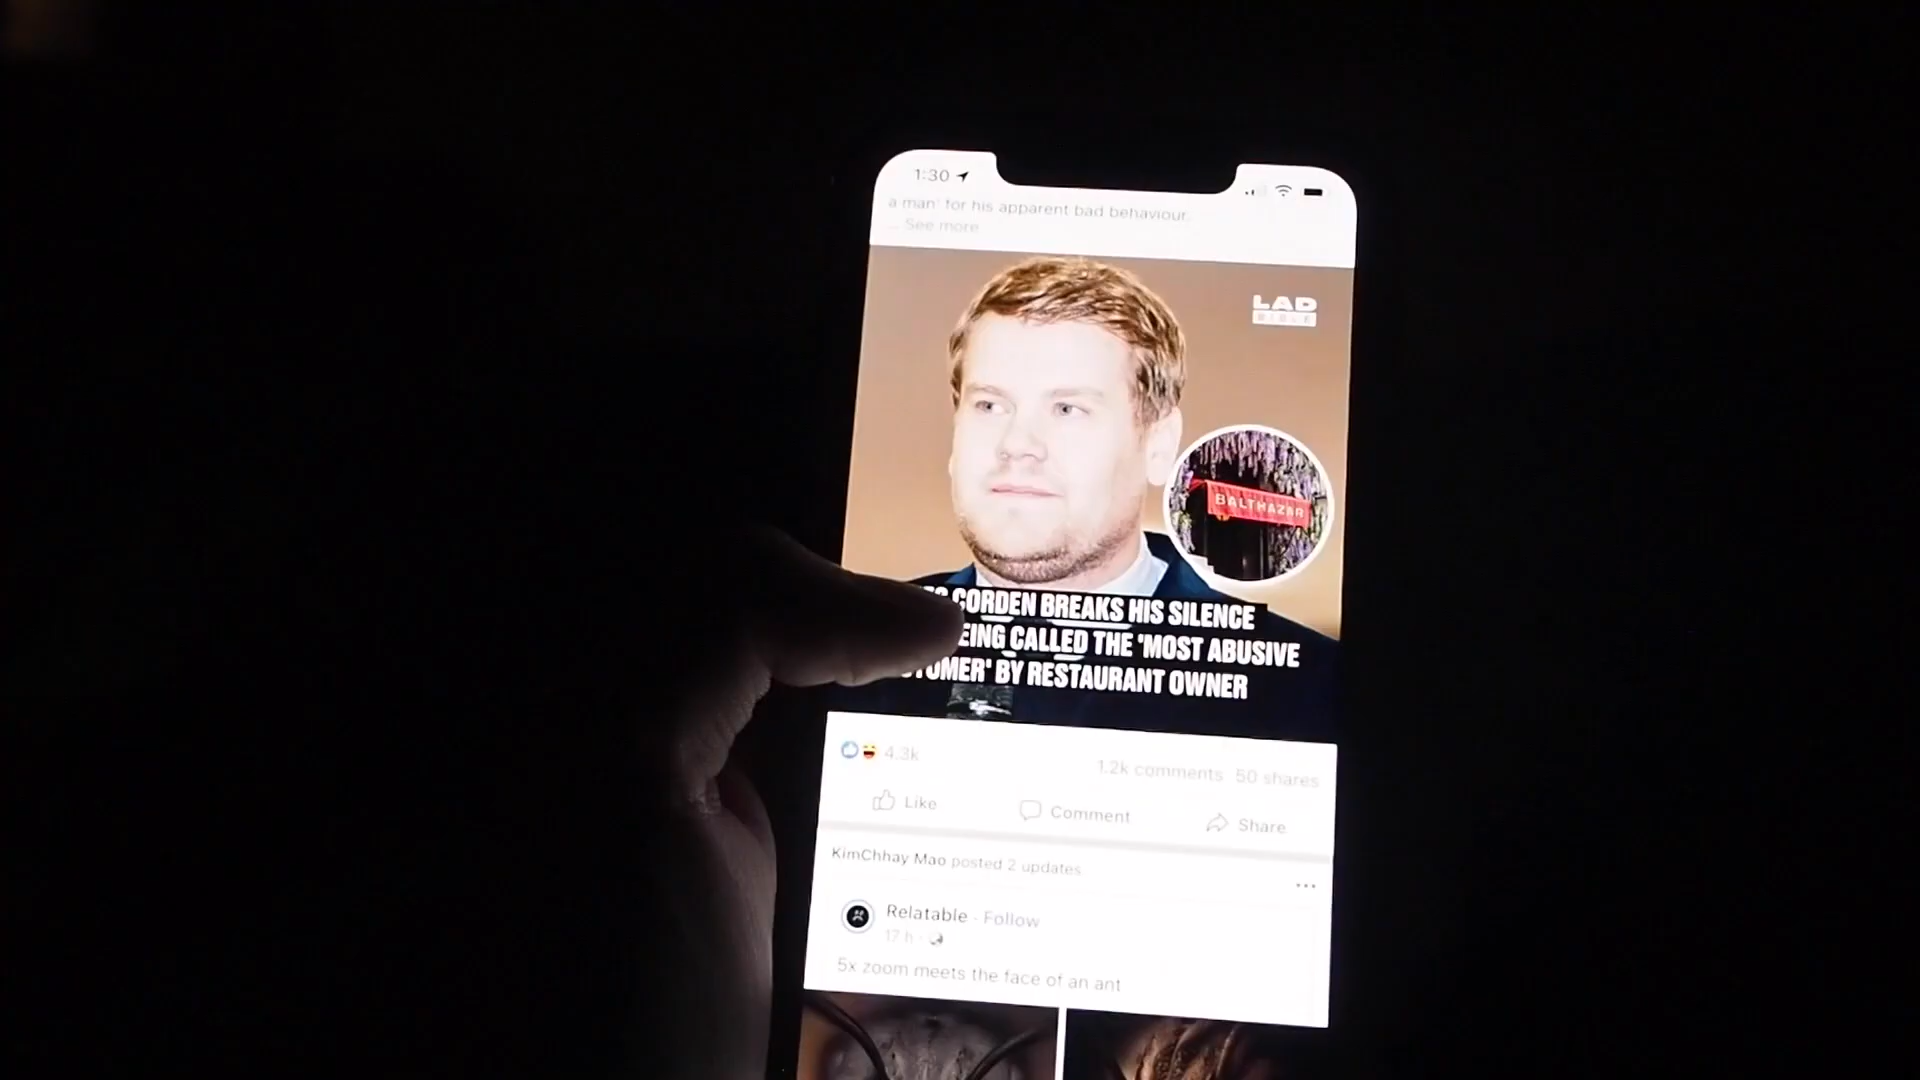 1:30
a man' for his apparent bad behaviour.
... See more
LAD
BIBLE
BALTHAZAR
CORDEN BREAKS HIS SILENCE
CALLED THE 'MOST ABUSIVE
BY RESTAURANT OWNER
4.3k
1.2k comments 50 shares
Like
Comment
Share
KimChhay Mao posted 2 updates
Relatable · Follow
17 h ·
5x zoom meets the face of an ant